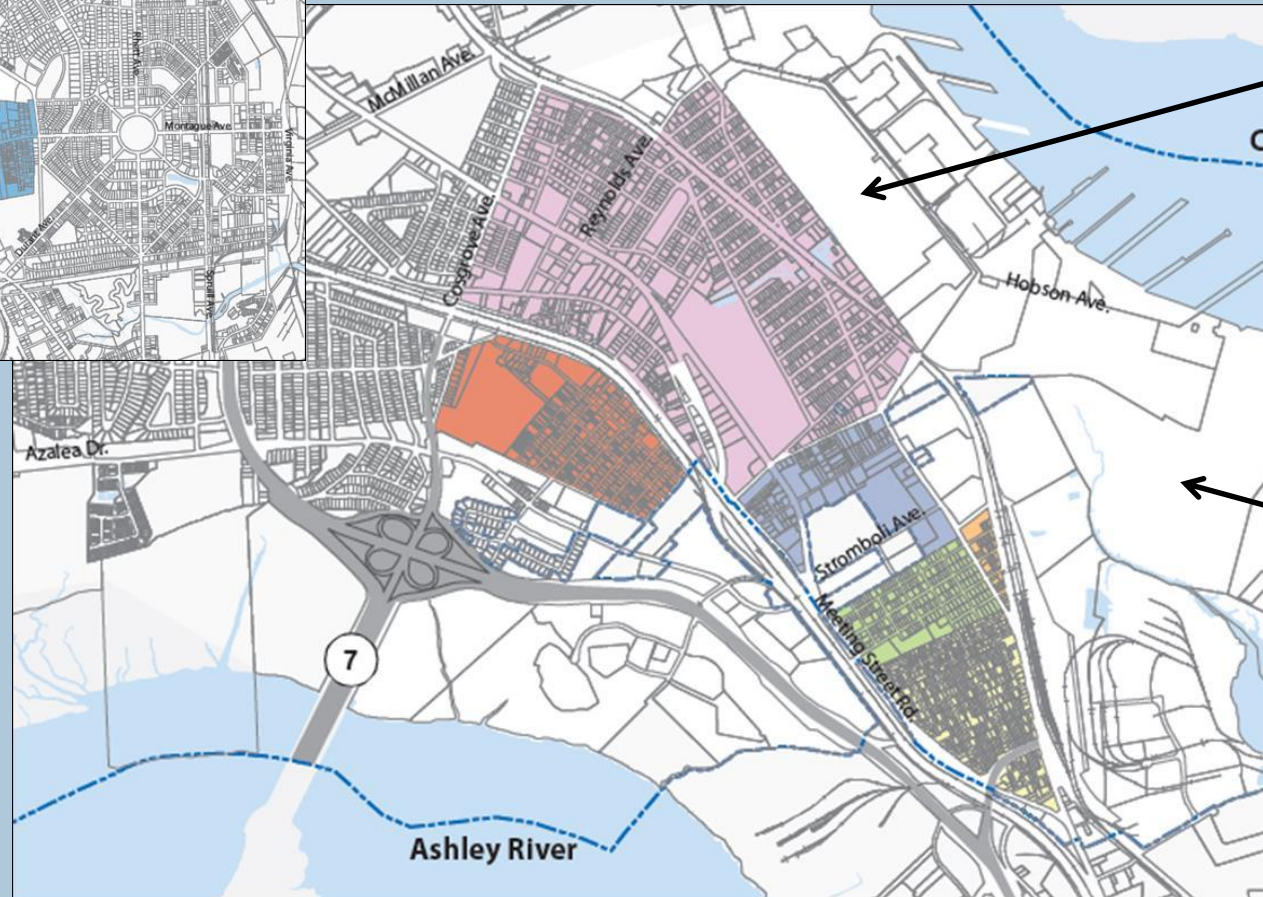 Rhett Ave.
Montague Ave.
Virginia Ave.
Durant Ave.
Spruill Ave.
McMillan Ave.
Reynolds Ave.
Cosgrove Ave.
Hobson Ave.
Azalea Dr.
Stromboli Ave.
Meeting Street Rd.
7
Ashley River